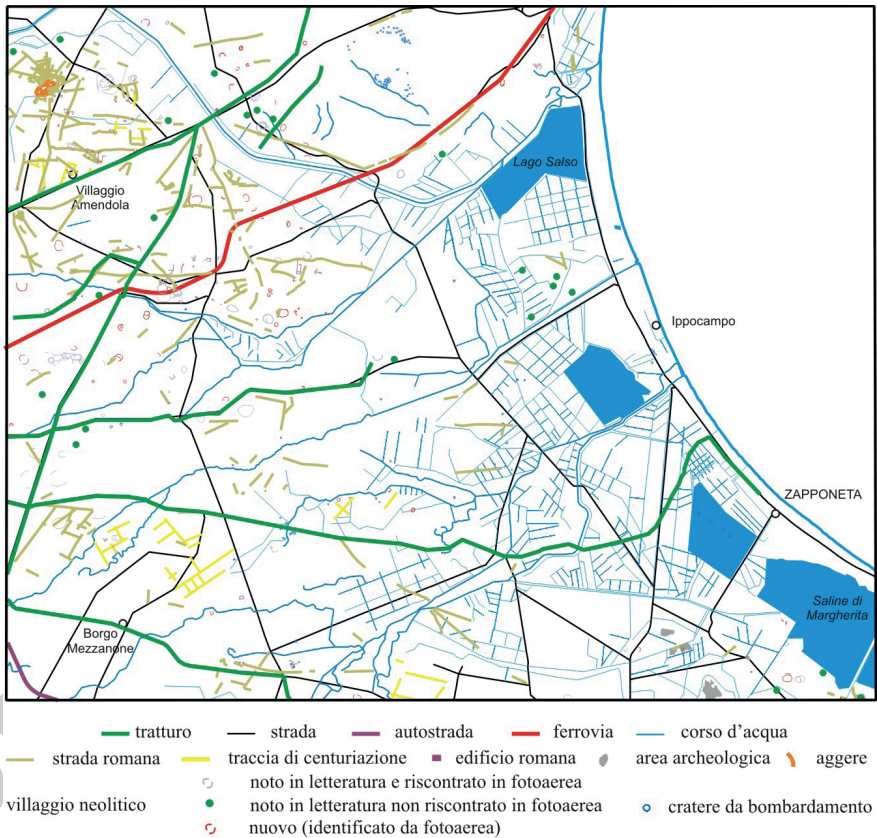 Lago Salso
Villaggio
Amendola
Ippocampo
ZAPPONETA
Saline di
Margherita
Borgo
Mezzanone
tratturo strada autostrada ferrovia corso d'acqua
strada romana traccia di centuriazione edificio romana area archeologica aggere
noto in letteratura e riscontrato in fotoaerea
villaggio neolitico noto in letteratura non riscontrato in fotoaerea cratere da bombardamento
nuovo (identificato da fotoaerea)